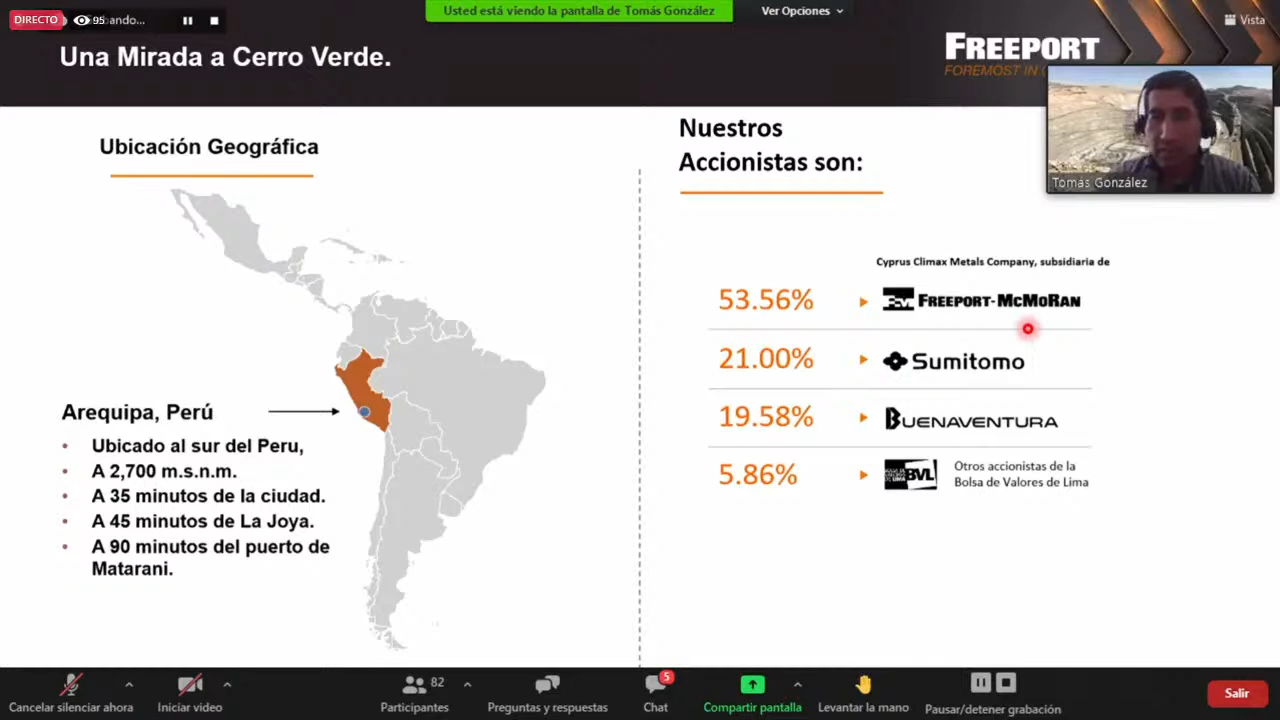 DIRECTO
95
bando...
Usted está viendo la pantalla de Tomás González
Ver Opciones
Vista
Una Mirada a Cerro Verde.
FREEPORT
FOREMOST IN
Tomás González
Ubicación Geográfica
Nuestros
Accionistas son:
Cyprus Climax Metals Company, subsidiaria de
53.56%
FREEPORT-McMoRAN
21.00%
Sumitomo
19.58%
BUENAVENTURA
5.86%
BVL
Otros accionistas de la
Bolsa de Valores de Lima
Arequipa, Perú
• Ubicado al sur del Peru,
• A 2,700 m.s.n.m.
• A 35 minutos de la ciudad.
• A 45 minutos de La Joya.
• A 90 minutos del puerto de
Matarani.
Cancelar silenciar ahora
Iniciar video
82
Participantes
Preguntas y respuestas
5
Chat
Compartir pantalla
Levantar la mano
Pausar/detener grabación
Salir